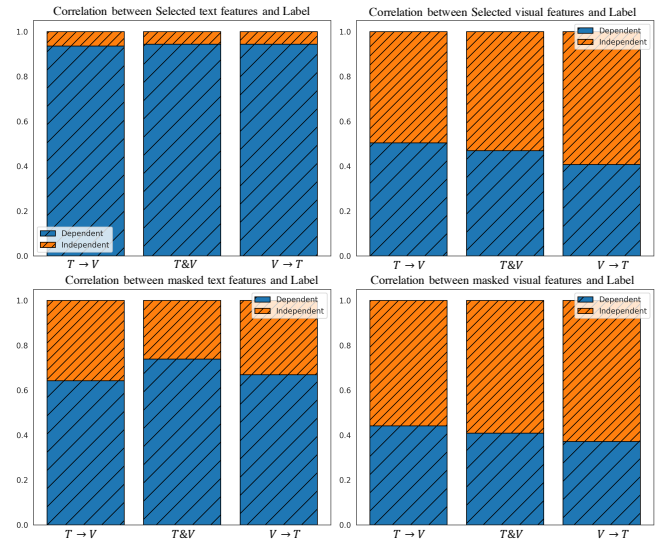 Correlation between Selected text features and Label
1.0
0.8
0.6
0.4
0.2
0.0
Dependent
Independent
T → V
T&V
V → T
Correlation between Selected visual features and Label
1.0
0.8
0.6
0.4
0.2
0.0
Dependent
Independent
T → V
T&V
V → T
Correlation between masked text features and Label
1.0
0.8
0.6
0.4
0.2
0.0
Dependent
Independent
T → V
T&V
V → T
Correlation between masked visual features and Label
1.0
0.8
0.6
0.4
0.2
0.0
Dependent
Independent
T → V
T&V
V → T